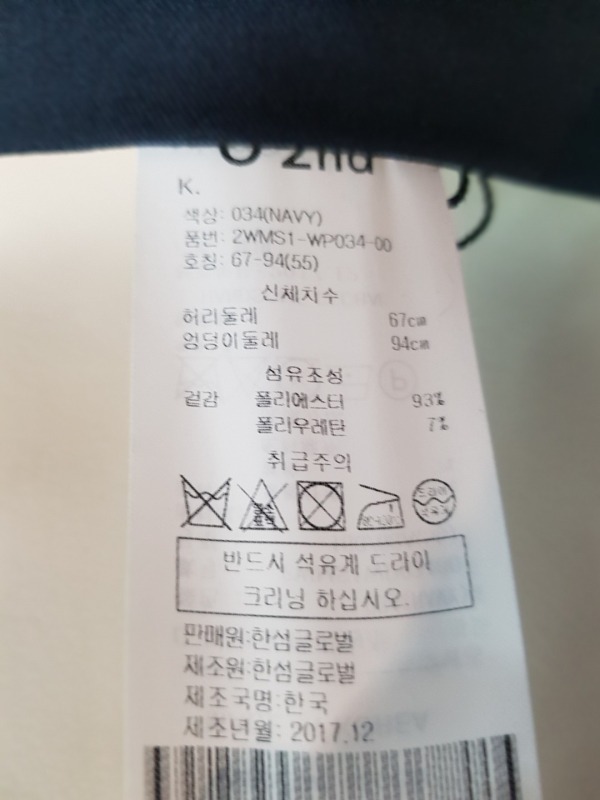 O'2nd
K.
색상: 034(NAVY)
품번: 2WMS1-WP034-00
호칭: 67-94(55)
신체치수
허리둘레 67cm
엉덩이둘레 94cm
섬유조성
겉감 폴리에스터 93%
폴리우레탄 7%
취급주의
드라이
반드시 석유계 드라이
크리닝 하십시오.
판매원:한섬글로벌
제조원:한섬글로벌
제조국명:한국
제조년월: 2017.12